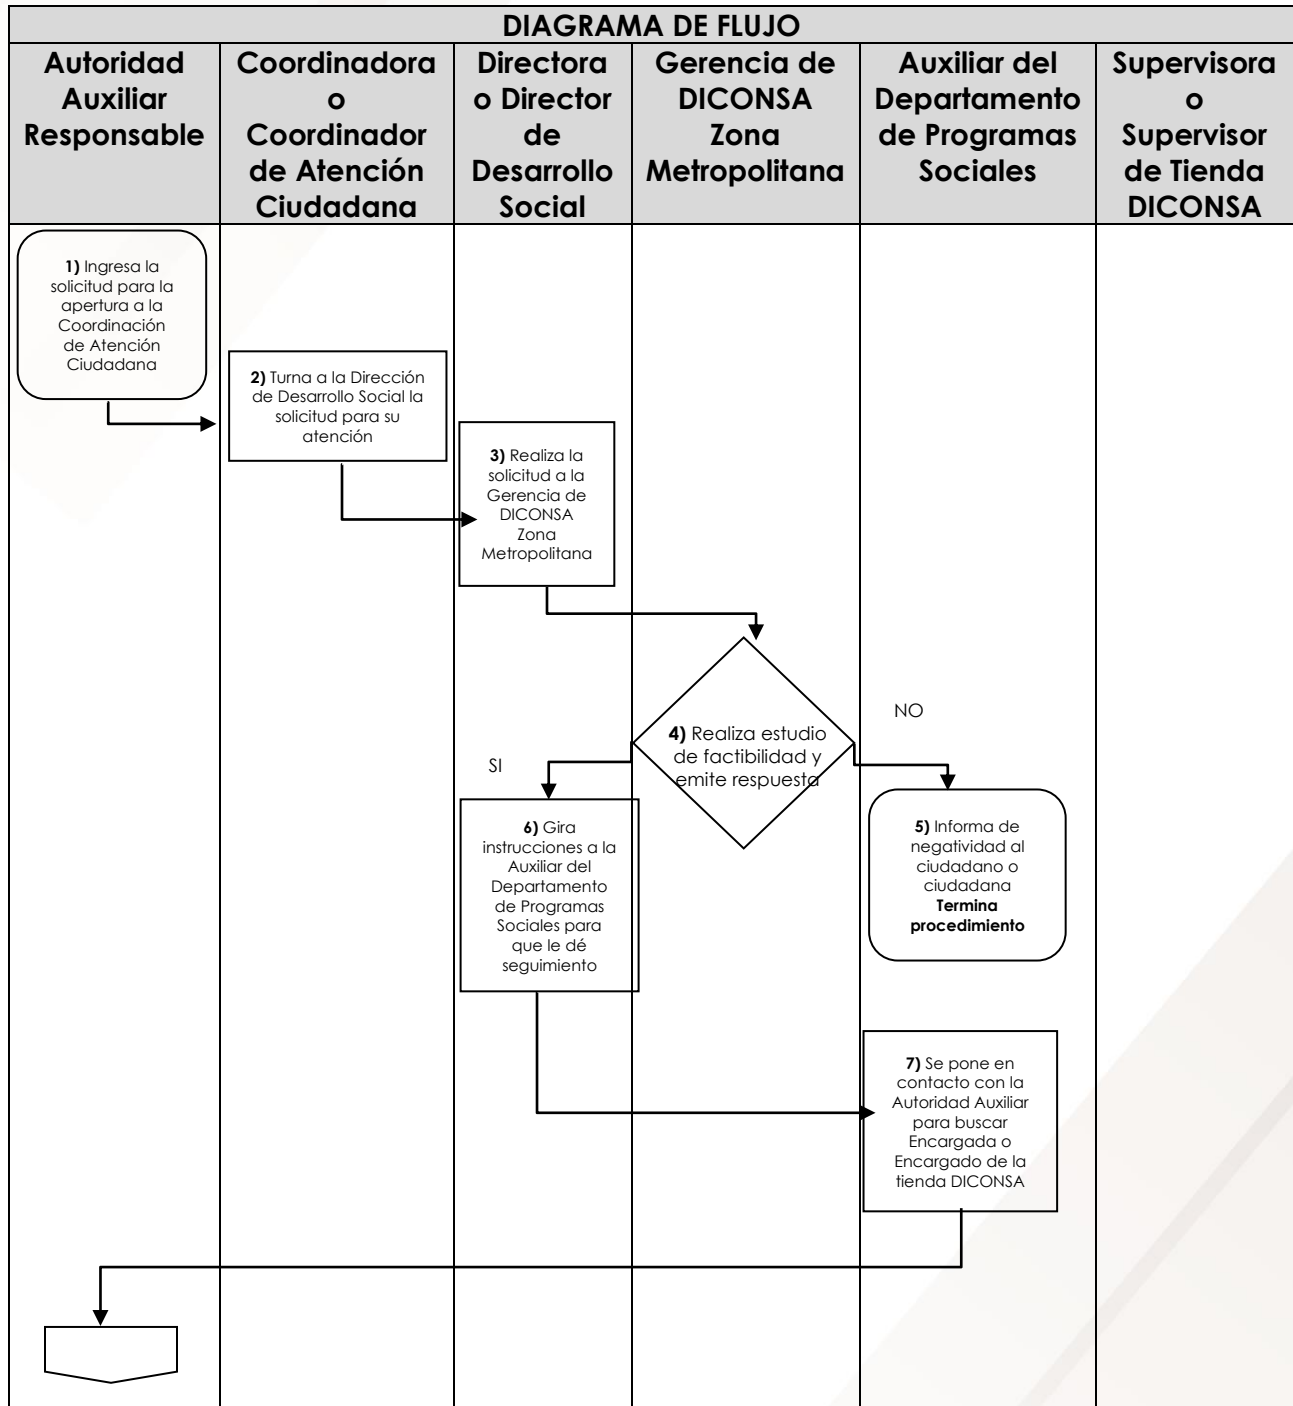 DIAGRAMA DE FLUJO
Autoridad
Auxiliar
Responsable
Coordinadora
o
Coordinador
de Atención
Ciudadana
Directora
o Director
de
Desarrollo
Social
Gerencia de
DICONSA
Zona
Metropolitana
Auxiliar del
Departamento
de Programas
Sociales
Supervisora
o
Supervisor
de Tienda
DICONSA
1) Ingresa la
solicitud para la
apertura a la
Coordinación
de Atención
Ciudadana
2) Turna a la Dirección
de Desarrollo Social la
solicitud para su
atención
3) Realiza la
solicitud a la
Gerencia de
DICONSA
Zona
Metropolitana
4) Realiza estudio
de factibilidad y
emite respuesta
NO
SI
5) Informa de
negatividad al
ciudadano o
ciudadana
Termina
procedimiento
6) Gira
instrucciones a la
Auxiliar del
Departamento
de Programas
Sociales para
que le dé
seguimiento
7) Se pone en
contacto con la
Autoridad Auxiliar
para buscar
Encargada o
Encargado de la
tienda DICONSA